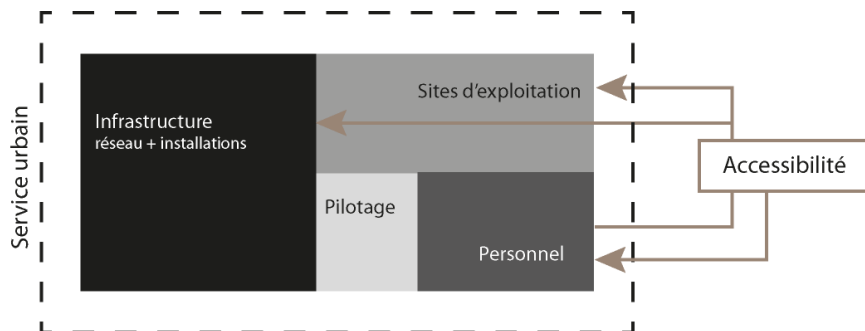 Service urbain
Infrastructure
réseau + installations
Sites d'exploitation
Pilotage
Personnel
Accessibilité